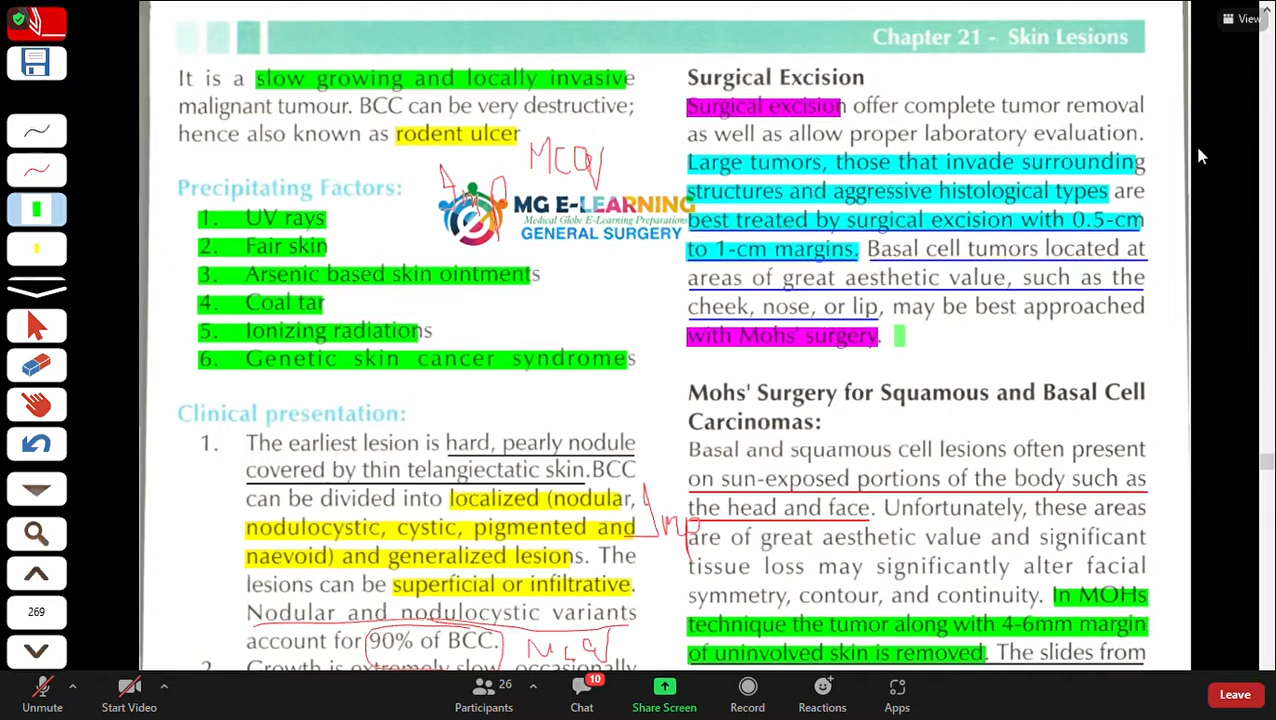 View
Chapter 21 - Skin Lesions
It is a slow growing and locally invasive
malignant tumour. BCC can be very destructive;
hence also known as rodent ulcer
MCQ
Precipitating Factors:
1. UV rays
2. Fair skin
3. Arsenic based skin ointments
4. Coal tar
5. Ionizing radiations
6. Genetic skin cancer syndromes
MG E-LEARNING
Medical Globe E-Learning Preparations
GENERAL SURGERY
Clinical presentation:
1. The earliest lesion is hard, pearly nodule
covered by thin telangiectatic skin.BCC
can be divided into localized (nodular,
nodulocystic, cystic, pigmented and
naevoid) and generalized lesions. The
lesions can be superficial or infiltrative.
Nodular and nodulocystic variants
account for 90% of BCC.
2. Growth is extremely slow, occasionally
Imp
MCQ
Surgical Excision
Surgical excision offer complete tumor removal
as well as allow proper laboratory evaluation.
Large tumors, those that invade surrounding
structures and aggressive histological types are
best treated by surgical excision with 0.5-cm
to 1-cm margins. Basal cell tumors located at
areas of great aesthetic value, such as the
cheek, nose, or lip, may be best approached
with Mohs' surgery.
Mohs' Surgery for Squamous and Basal Cell
Carcinomas:
Basal and squamous cell lesions often present
on sun-exposed portions of the body such as
the head and face. Unfortunately, these areas
are of great aesthetic value and significant
tissue loss may significantly alter facial
symmetry, contour, and continuity. In MOHs
technique the tumor along with 4-6mm margin
of uninvolved skin is removed. The slides from
269
Unmute
Start Video
26
Participants
10
Chat
Share Screen
Record
Reactions
Apps
Leave